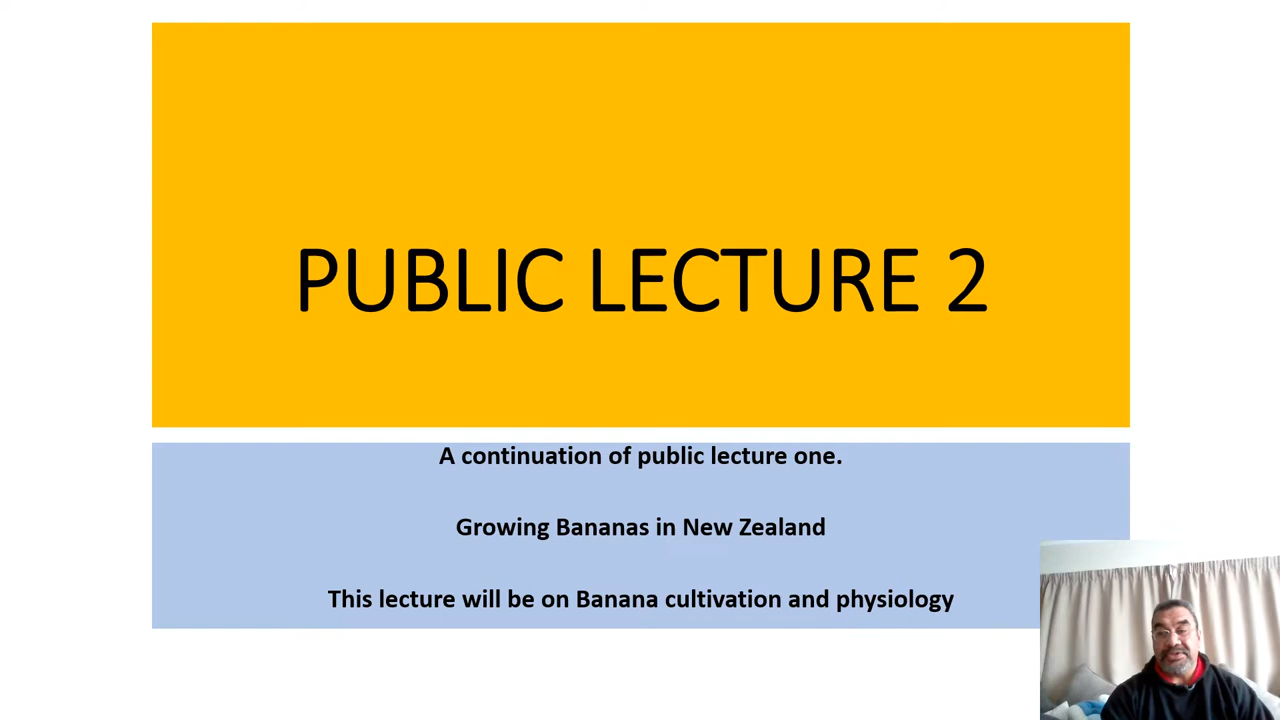 PUBLIC LECTURE 2
A continuation of public lecture one.
Growing Bananas in New Zealand
This lecture will be on Banana cultivation and physiology